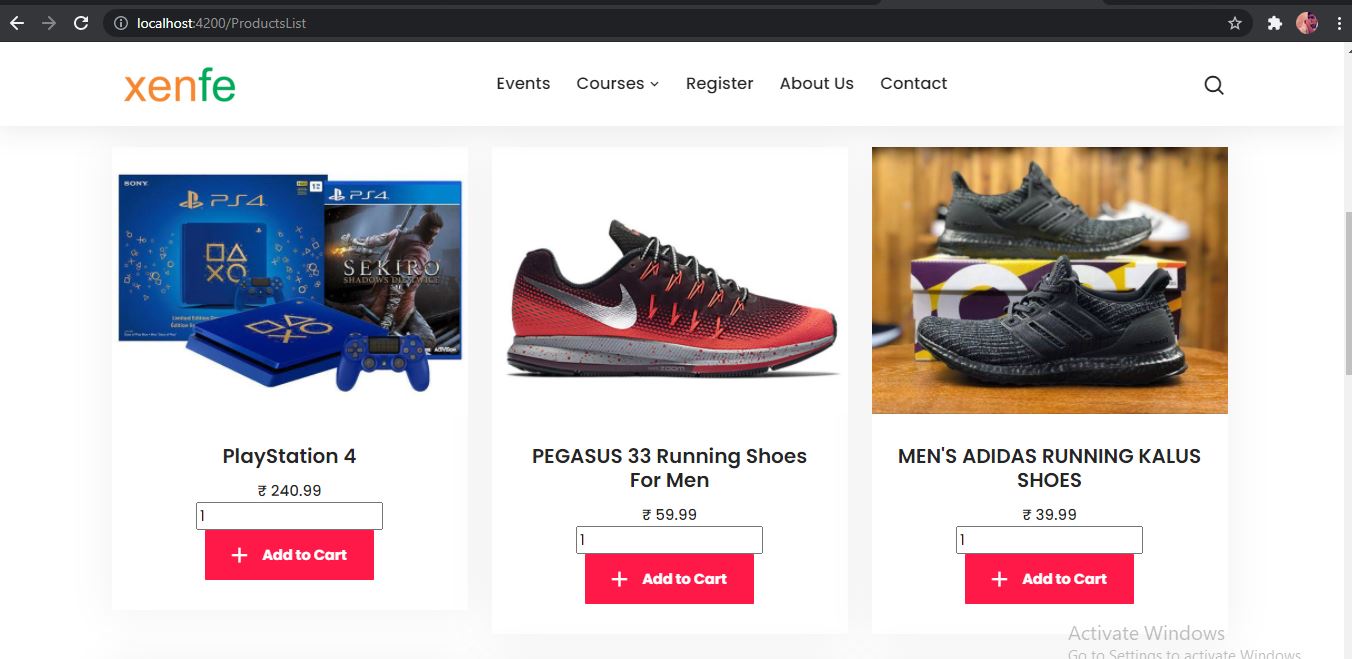 localhost:4200/ProductsList
xenfe
Events
Courses
Register
About Us
Contact
SONY
PS4
PS4
SEKIRO
SHADOWS DIE TWICE
ACTIVISION
ZOOM
PlayStation 4
₹ 240.99
1
Add to Cart
PEGASUS 33 Running Shoes
For Men
₹ 59.99
1
Add to Cart
MEN'S ADIDAS RUNNING KALUS
SHOES
₹ 39.99
1
Add to Cart
Activate Windows
Go to Settings to activate Windows.